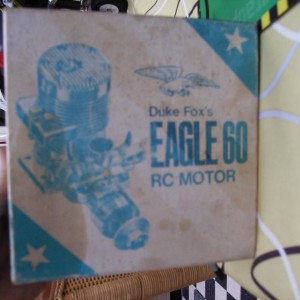 Duke Fox's
EAGLE 60
RC MOTOR